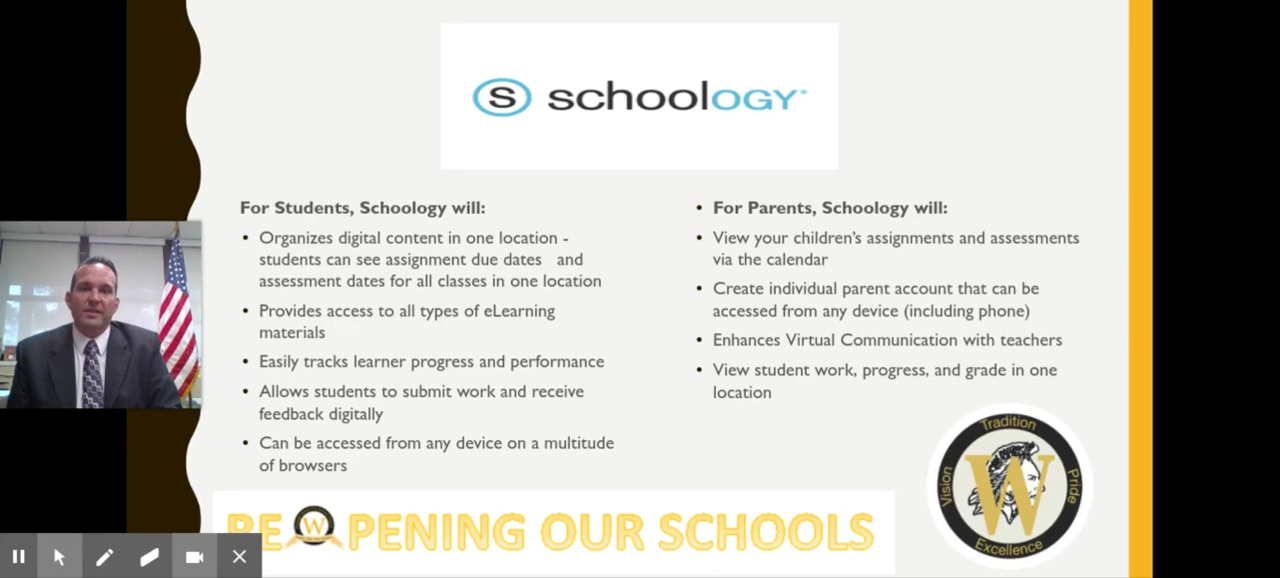 S schoology
For Students, Schoology will:
• Organizes digital content in one location -
students can see assignment due dates and
assessment dates for all classes in one location
• Provides access to all types of eLearning
materials
• Easily tracks learner progress and performance
• Allows students to submit work and receive
feedback digitally
• Can be accessed from any device on a multitude
of browsers
• For Parents, Schoology will:
• View your children’s assignments and assessments
via the calendar
• Create individual parent account that can be
accessed from any device (including phone)
• Enhances Virtual Communication with teachers
• View student work, progress, and grade in one
location
Tradition
Vision
W
Pride
Excellence
RE PENING OUR SCHOOLS
W